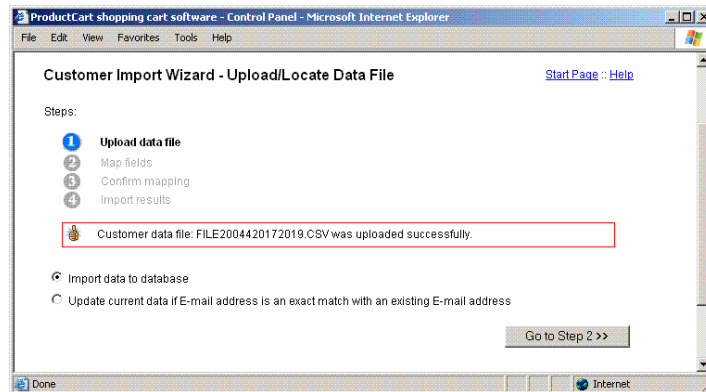 ProductCart shopping cart software - Control Panel - Microsoft Internet Explorer
File Edit View Favorites Tools Help
Customer Import Wizard - Upload/Locate Data File
Start Page :: Help
Steps:
1 Upload data file
2 Map fields
3 Confirm mapping
4 Import results
Customer data file: FILE2004420172019.CSV was uploaded successfully.
Import data to database
Update current data if E-mail address is an exact match with an existing E-mail address
Go to Step 2 >>
Done
Internet